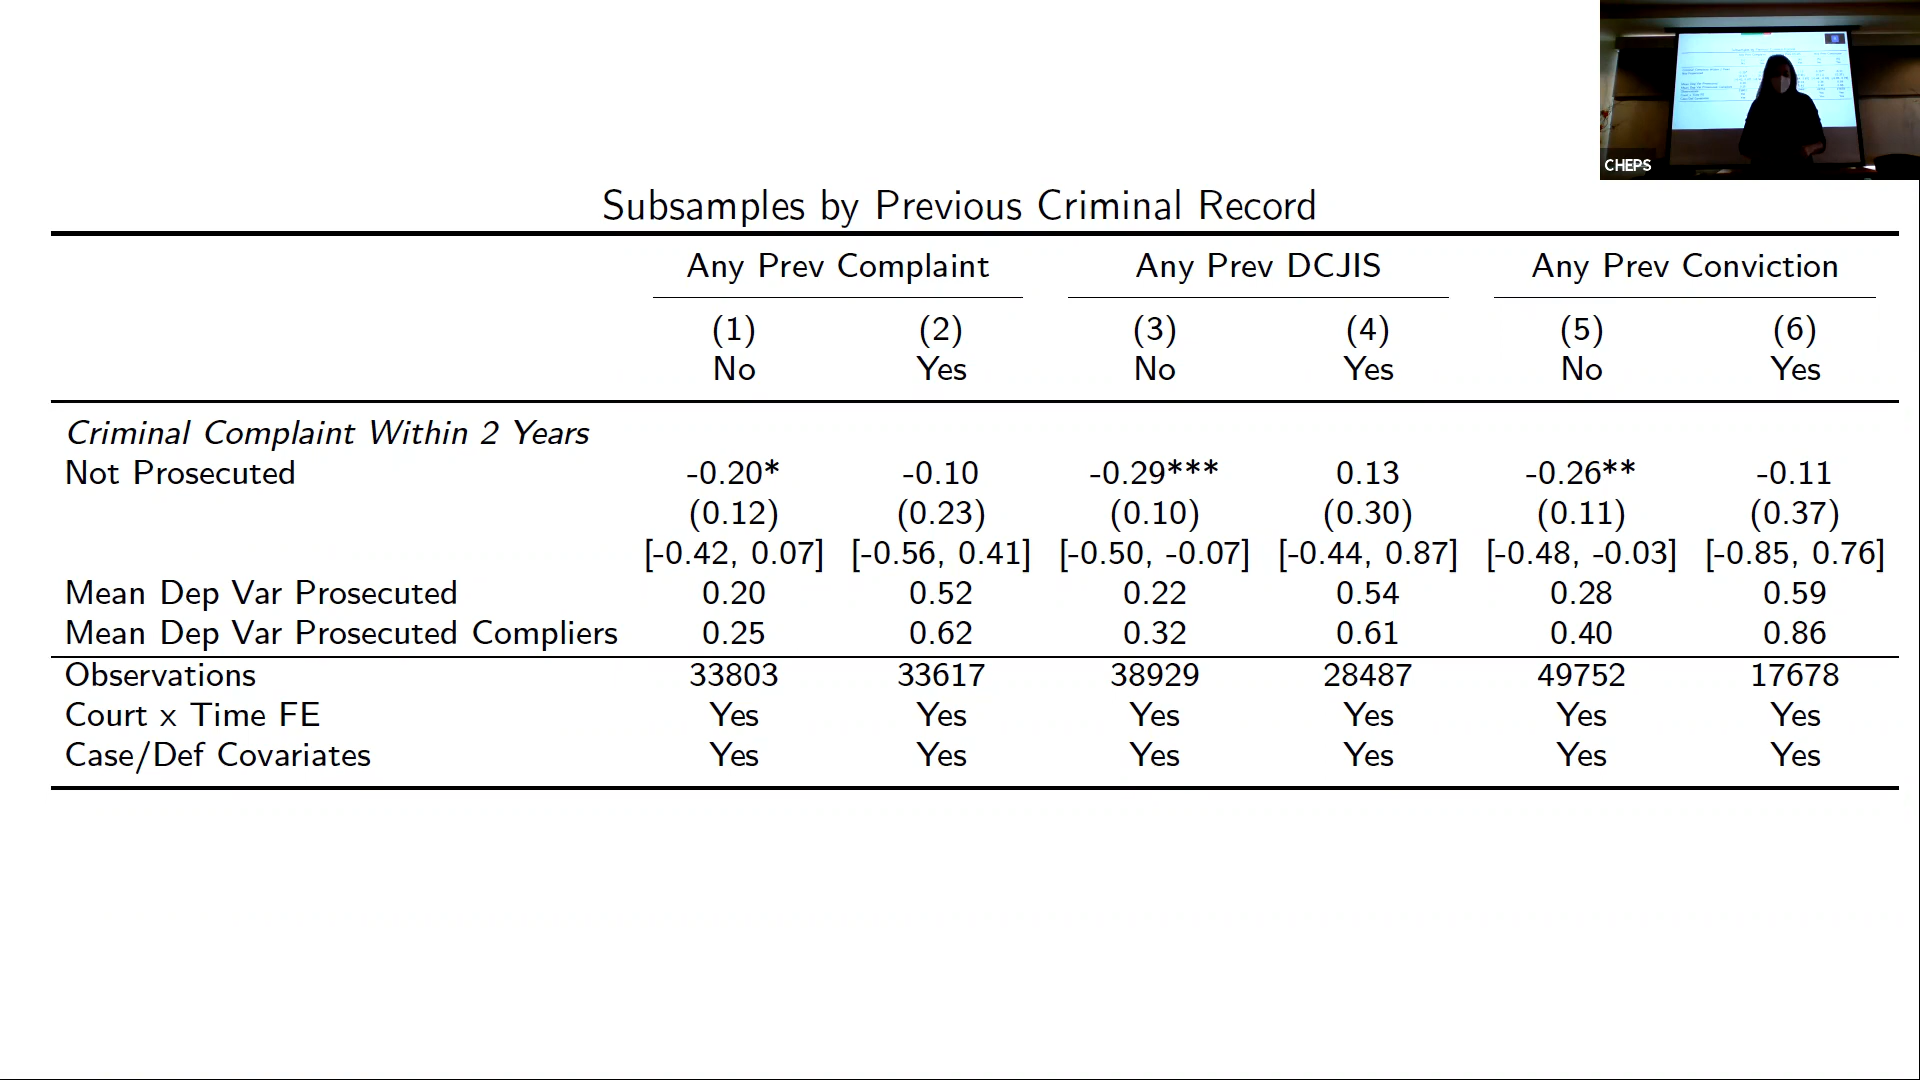 CHEPS
Subsamples by Previous Criminal Record
Any Prev Complaint Any Prev DCJIS Any Prev Conviction
(1) (2) (3) (4) (5) (6)
No Yes No Yes No Yes
Criminal Complaint Within 2 Years
Not Prosecuted -0.20* -0.10 -0.29*** 0.13 -0.26** -0.11
(0.12) (0.23) (0.10) (0.30) (0.11) (0.37)
[-0.42, 0.07] [-0.56, 0.41] [-0.50, -0.07] [-0.44, 0.87] [-0.48, -0.03] [-0.85, 0.76]
Mean Dep Var Prosecuted 0.20 0.52 0.22 0.54 0.28 0.59
Mean Dep Var Prosecuted Compliers 0.25 0.62 0.32 0.61 0.40 0.86
Observations 33803 33617 38929 28487 49752 17678
Court x Time FE Yes Yes Yes Yes Yes Yes
Case/Def Covariates Yes Yes Yes Yes Yes Yes